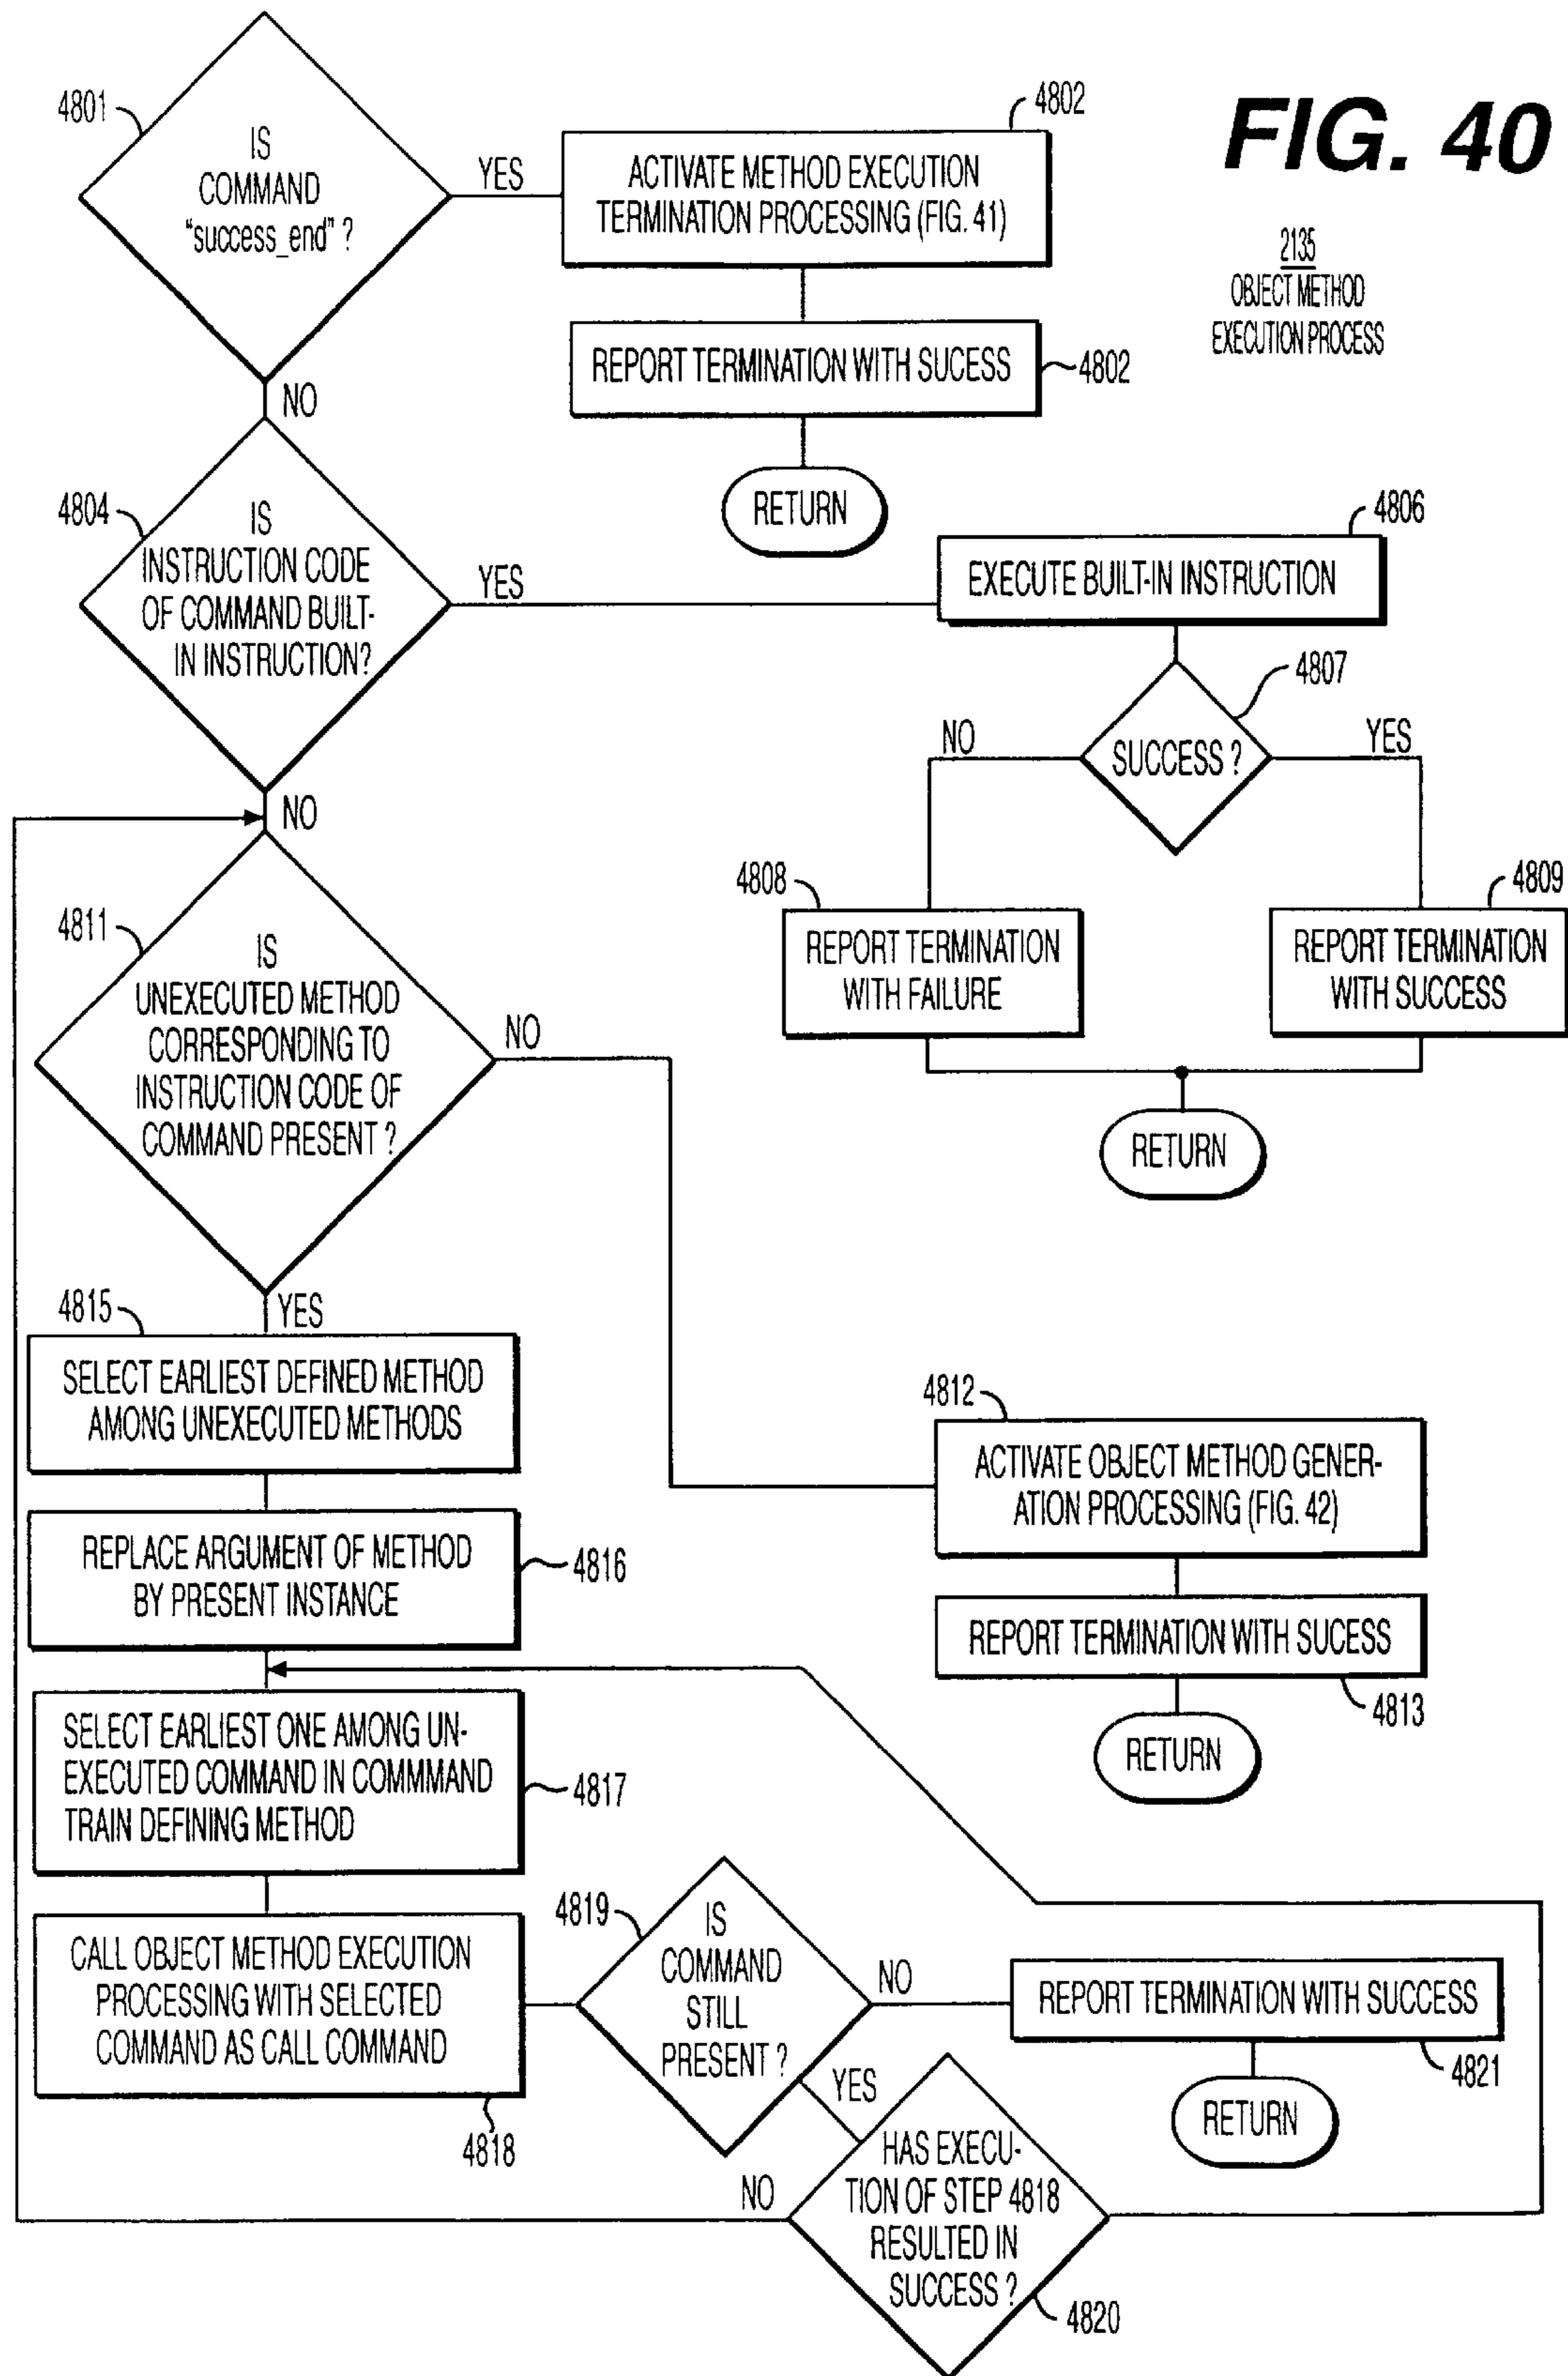 FIG. 40
2135
OBJECT METHOD
EXECUTION PROCESS
4801
IS
COMMAND
"success_end" ?
YES
4802
ACTIVATE METHOD EXECUTION
TERMINATION PROCESSING (FIG. 41)
REPORT TERMINATION WITH SUCESS
4802
RETURN
NO
4804
IS
INSTRUCTION CODE
OF COMMAND BUILT-
IN INSTRUCTION?
YES
4806
EXECUTE BUILT-IN INSTRUCTION
4807
SUCCESS ?
NO
YES
4808
REPORT TERMINATION
WITH FAILURE
4809
REPORT TERMINATION
WITH SUCCESS
RETURN
NO
4811
IS
UNEXECUTED METHOD
CORRESPONDING TO
INSTRUCTION CODE OF
COMMAND PRESENT ?
NO
4812
ACTIVATE OBJECT METHOD GENER-
ATION PROCESSING (FIG. 42)
REPORT TERMINATION WITH SUCESS
4813
RETURN
YES
4815
SELECT EARLIEST DEFINED METHOD
AMONG UNEXECUTED METHODS
REPLACE ARGUMENT OF METHOD
BY PRESENT INSTANCE
4816
SELECT EARLIEST ONE AMONG UN-
EXECUTED COMMAND IN COMMMAND
TRAIN DEFINING METHOD
4817
CALL OBJECT METHOD EXECUTION
PROCESSING WITH SELECTED
COMMAND AS CALL COMMAND
4818
4819
IS
COMMAND
STILL
PRESENT ?
NO
REPORT TERMINATION WITH SUCCESS
4821
RETURN
YES
HAS EXECU-
TION OF STEP 4818
RESULTED IN
SUCCESS ?
NO
4820